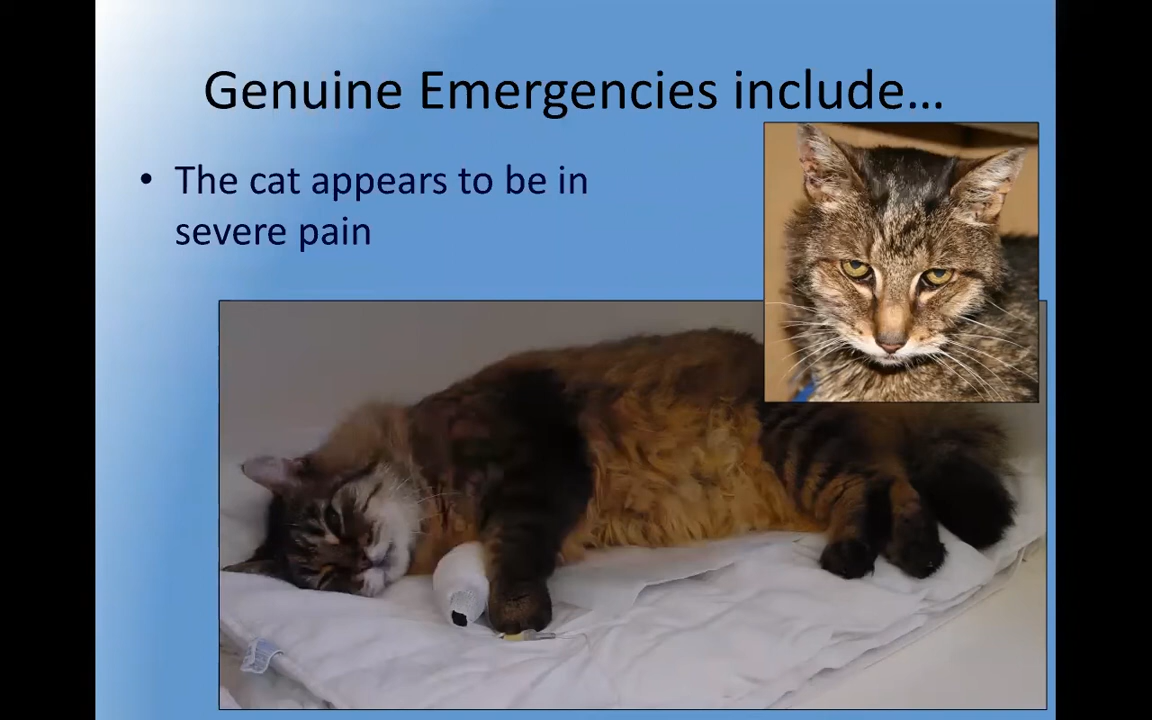 Genuine Emergencies include…
• The cat appears to be in
severe pain